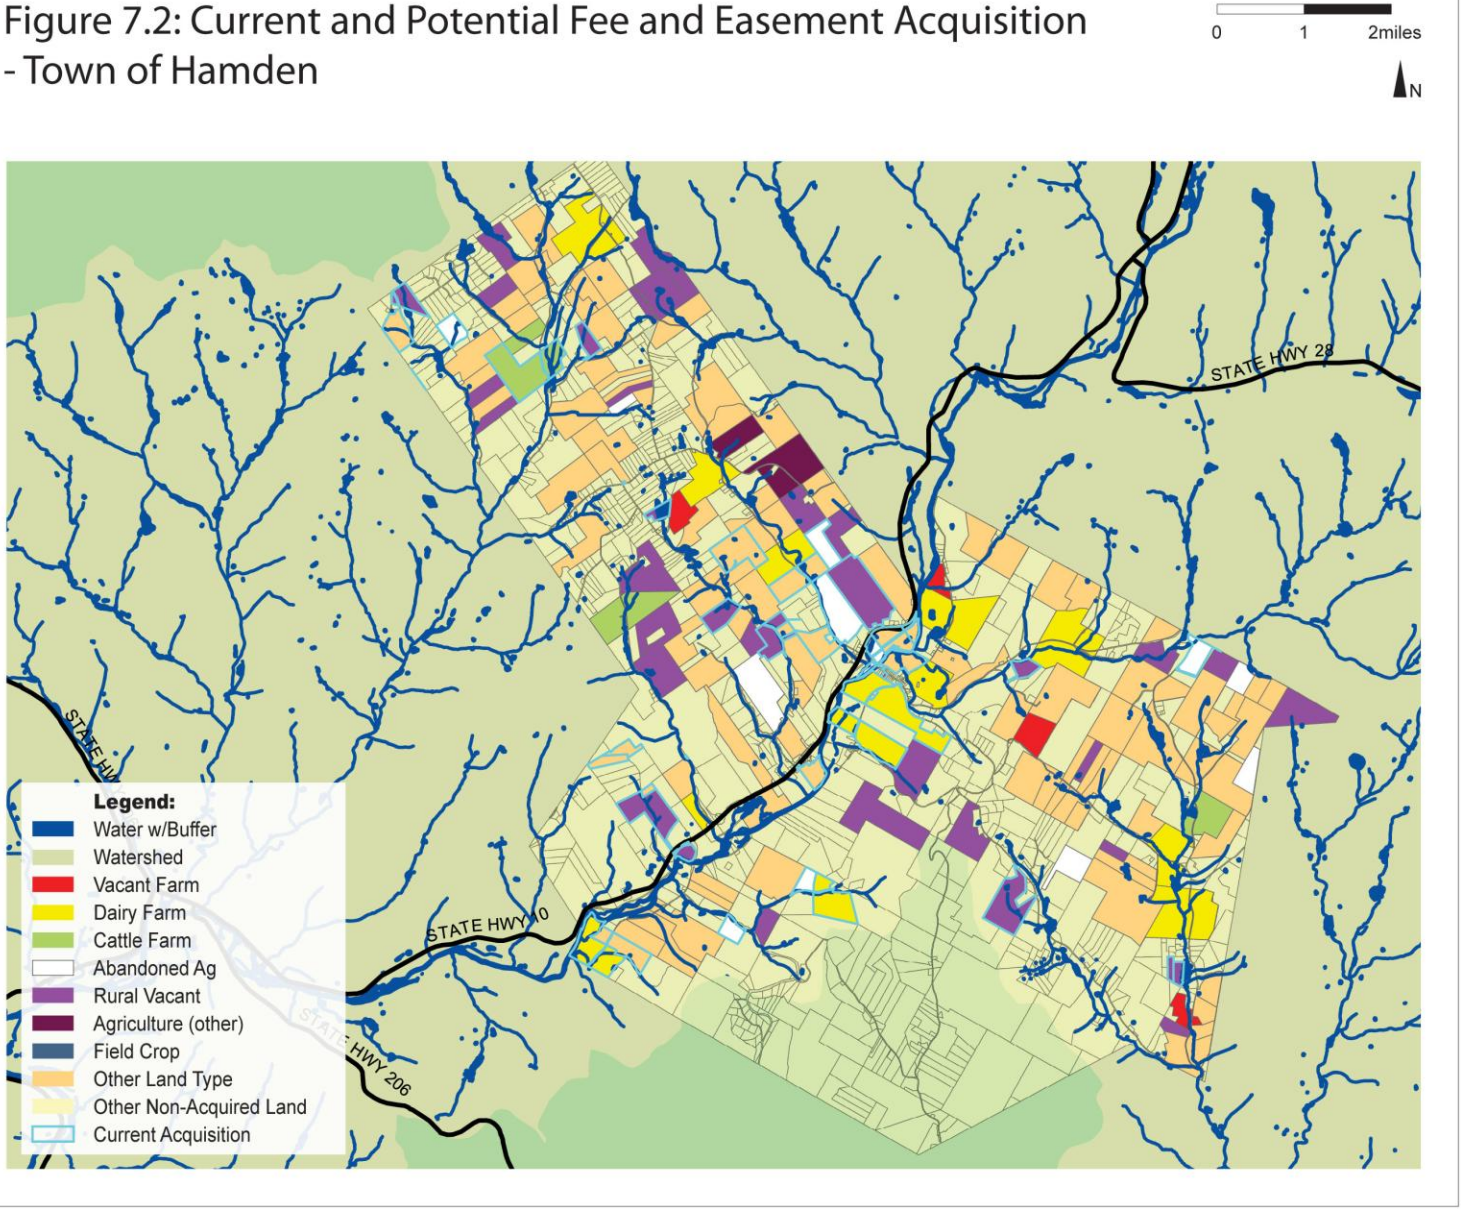 Figure 7.2: Current and Potential Fee and Easement Acquisition
- Town of Hamden
0 1 2miles
N
STATE HWY 28
STATE HW
Legend:
Water w/Buffer
Watershed
Vacant Farm
Dairy Farm
Cattle Farm
Abandoned Ag
Rural Vacant
Agriculture (other)
Field Crop
Other Land Type
Other Non-Acquired Land
Current Acquisition
STATE HWY 10
STATE HWY 206